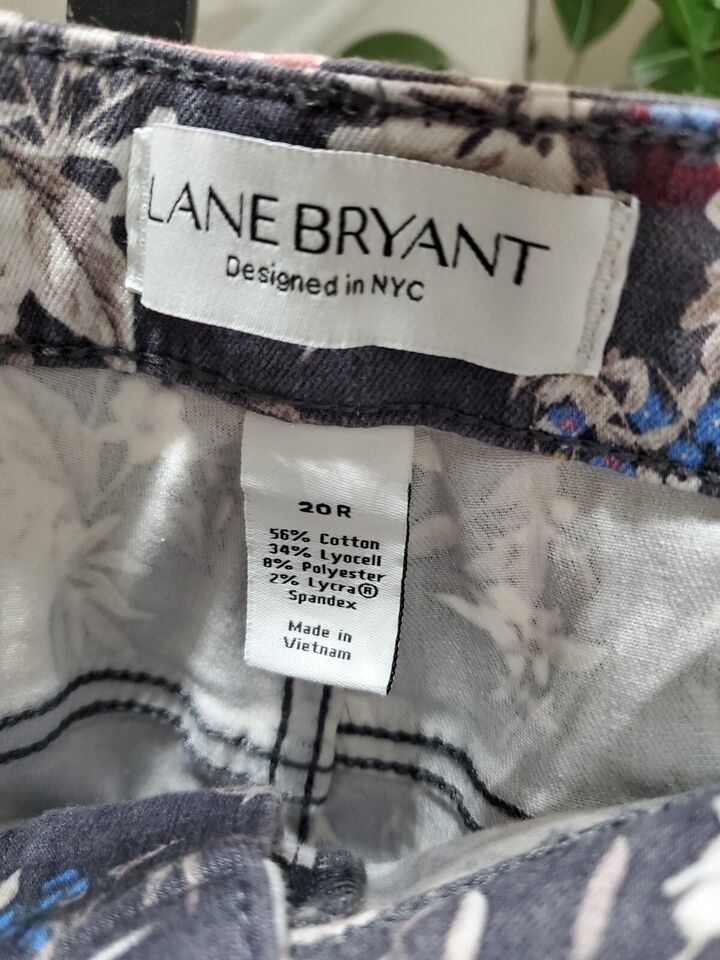 LANE BRYANT
Designed in NYC
20R
56% Cotton
34% Lyocell
8% Polyester
2% Lycra®
Spandex
Made in
Vietnam